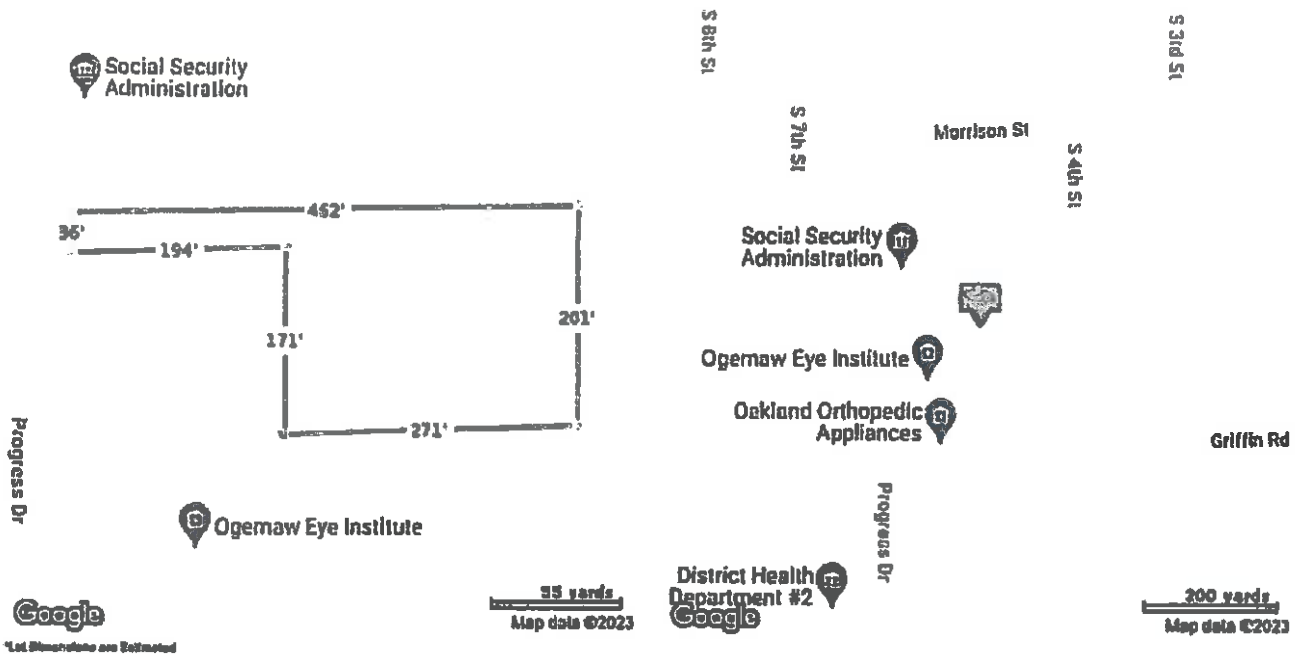 Social Security
Administration
462'
36'
194'
171'
201'
271'
Progress Dr
Ogemaw Eye Institute
Google
55 yards
Map data ©2023
*Lot Dimensions are Estimated
S 8th St
S 3rd St
S 7th St
Morrison St
S 4th St
Social Security
Administration
Ogemaw Eye Institute
Oakland Orthopedic
Appliances
Griffin Rd
Progress Dr
District Health
Department #2
Google
200 yards
Map data ©2023